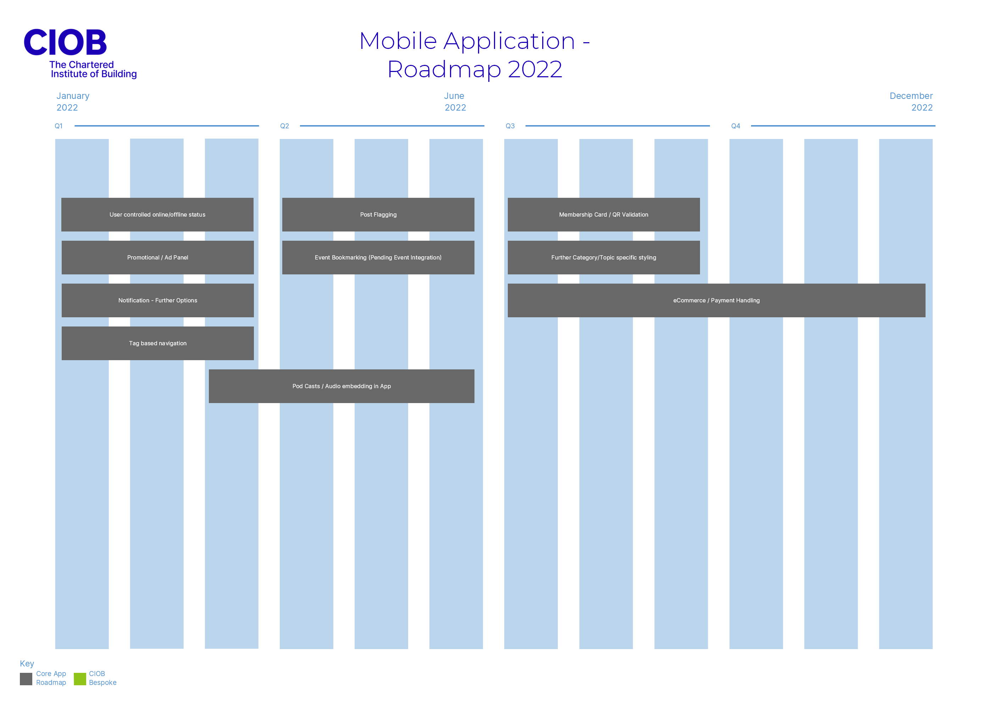 CIOB
The Chartered
Institute of Building
Mobile Application -
Roadmap 2022
January
2022
June
2022
December
2022
Q1
Q2
Q3
Q4
User controlled online/offline status
Post Flagging
Membership Card / QR Validation
Promotional / Ad Panel
Event Bookmarking (Pending Event Integration)
Further Category/Topic specific styling
Notification - Further Options
eCommerce / Payment Handling
Tag based navigation
Pod Casts / Audio embedding in App
Key
Core App
Roadmap
CIOB
Bespoke